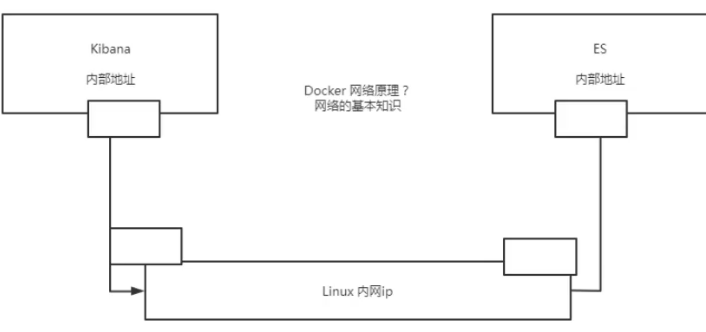 Kibana
内部地址
Docker 网络原理？
网络的基本知识
ES
内部地址
Linux 内网ip